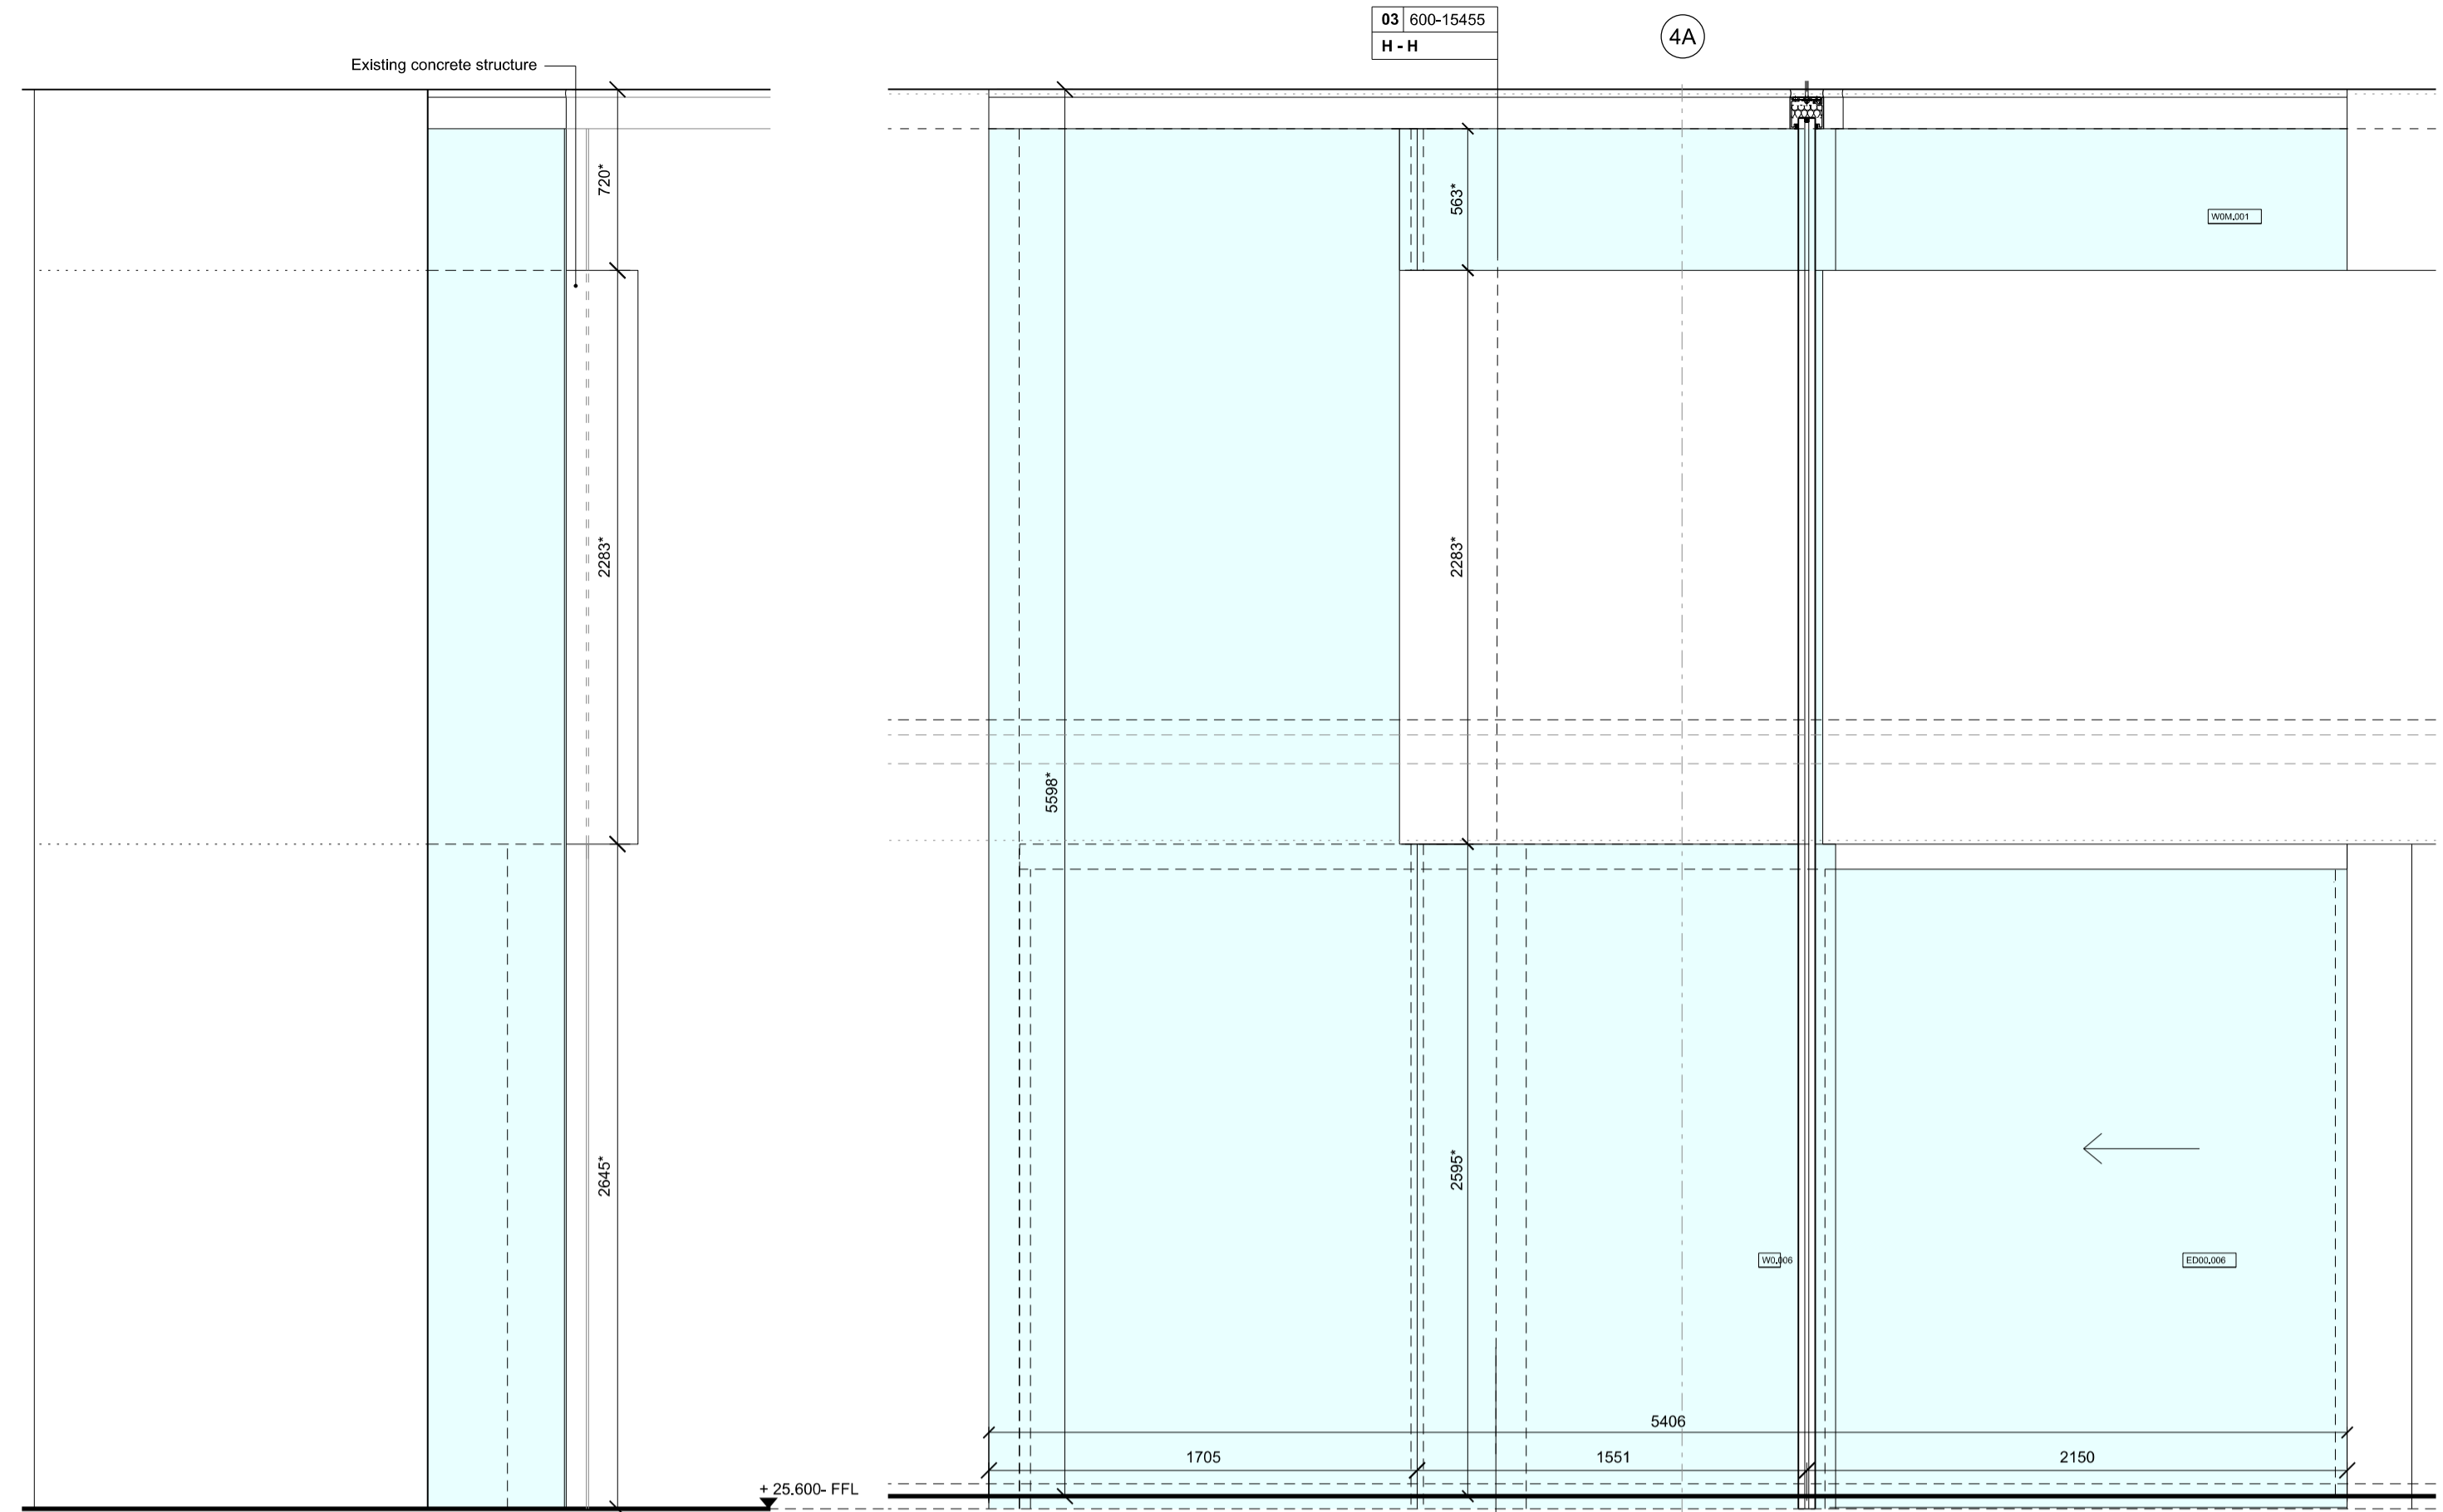 03 600-15455
H - H
4A
Existing concrete structure
720*
563*
W0M.001
2283*
2283*
5598*
2645*
2595*
W0.006
ED00.006
5406
1705
1551
2150
+ 25.600- FFL